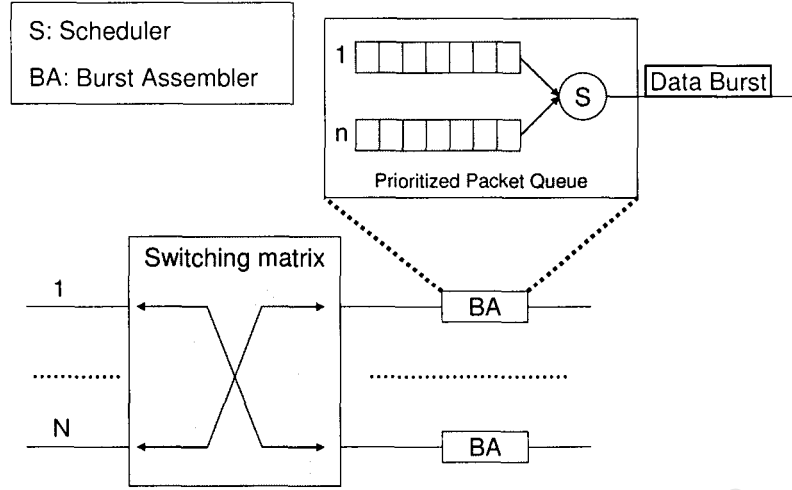 S: Scheduler
BA: Burst Assembler
1
n
S
Data Burst
Prioritized Packet Queue
Switching matrix
1
N
BA
BA